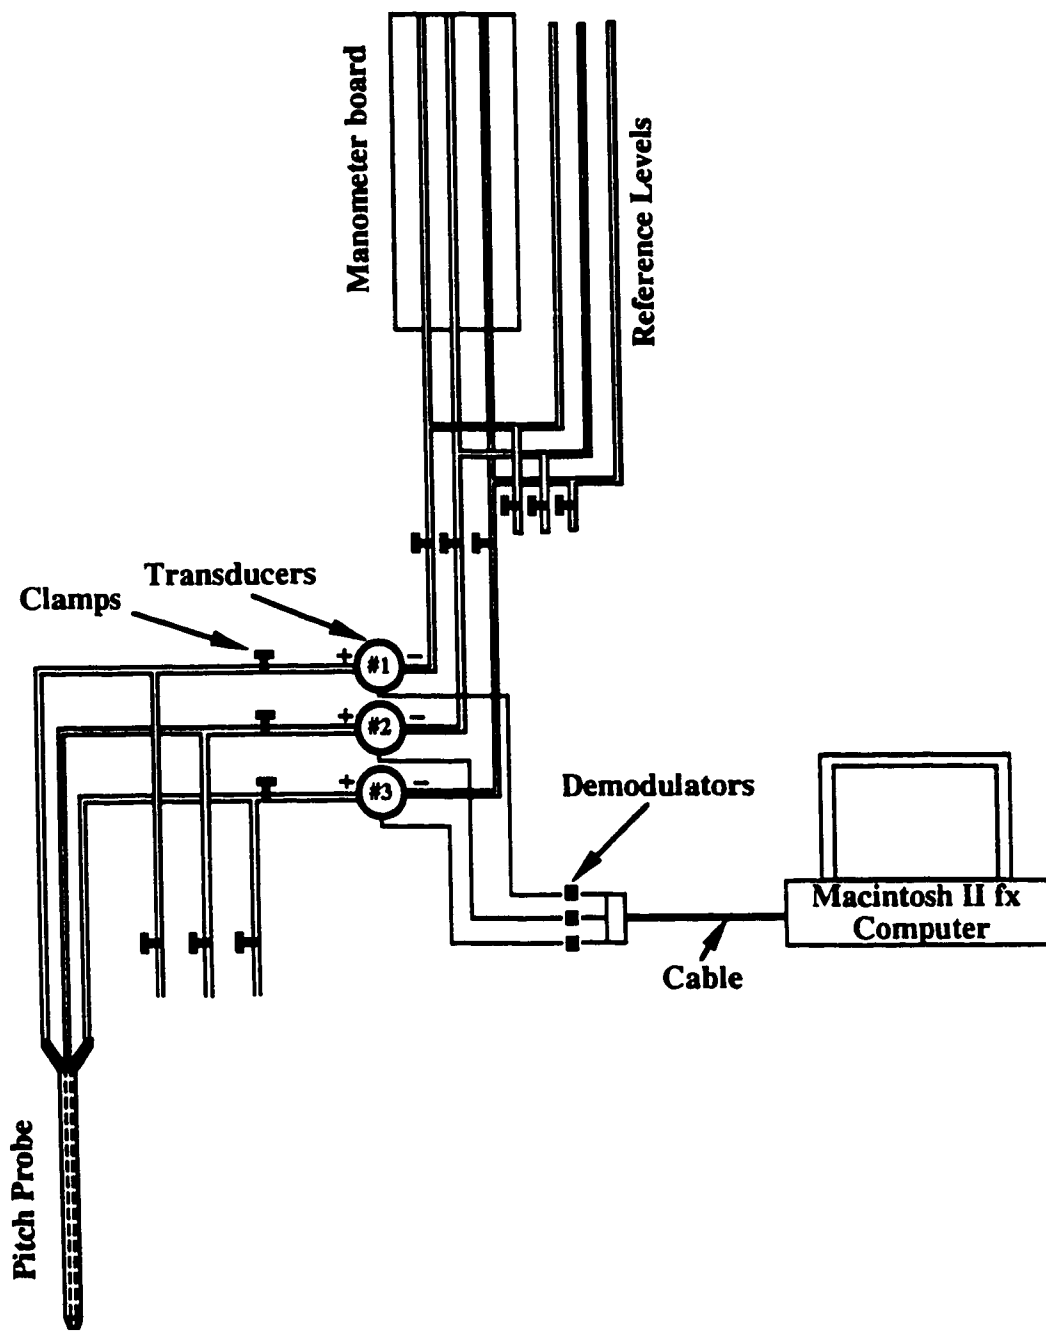 Manometer board
Reference Levels
Transducers
Clamps
+ #1 −
+ #2 −
+ #3 −
Demodulators
Macintosh II fx
Computer
Cable
Pitch Probe